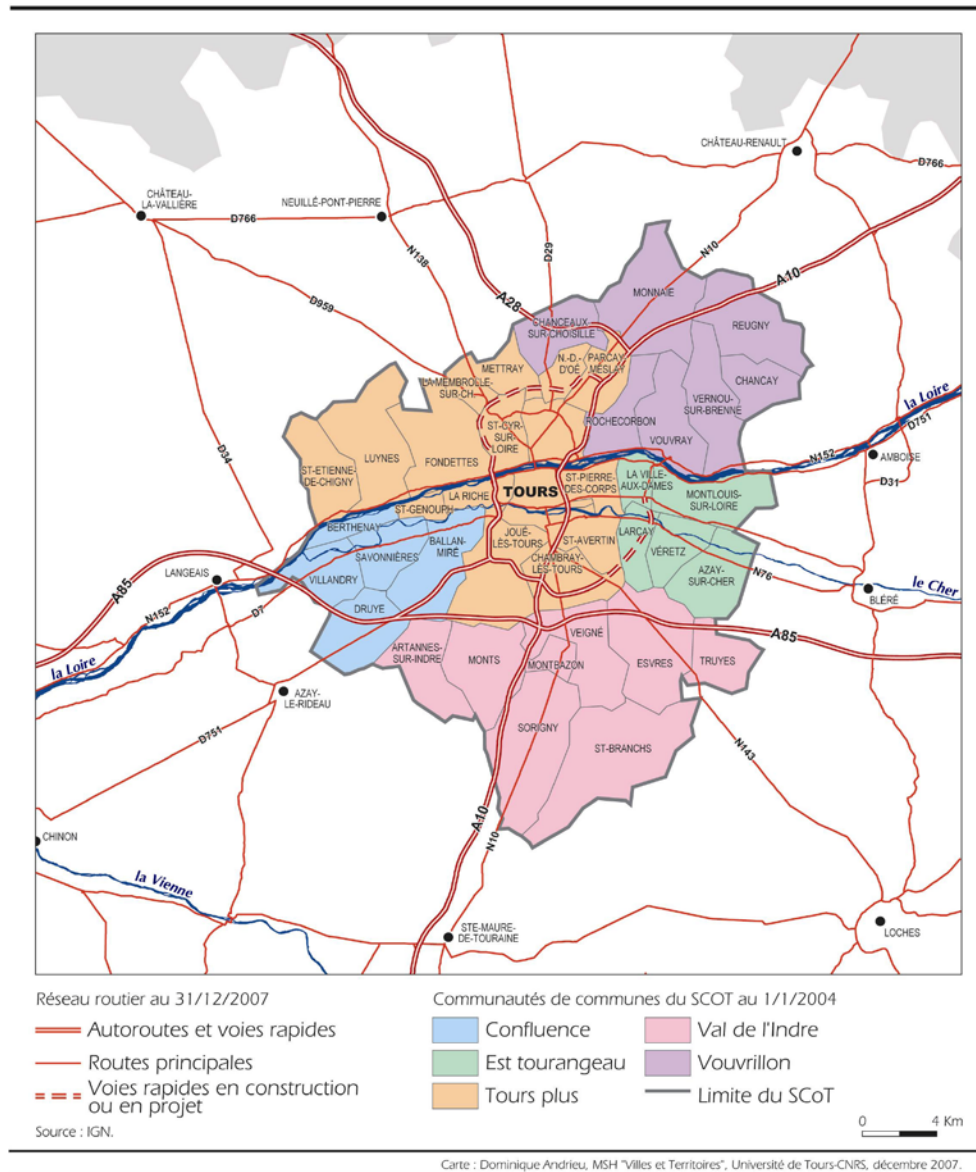 CHÂTEAU-RENAULT
D766
CHÂTEAU-
LA-VALLIÈRE
NEUILLÉ-PONT-PIERRE
D766
N138
D29
N10
A10
A28
D959
MONNAIE
REUGNY
CHANCEAUX
SUR-CHOISILLE
N.-D.-
D'OÉ
PARCAY
MESLAY
METTRAY
LA-MEMBROLLE-
SUR-CH.
CHANCAY
VERNOU-
SUR-BRENNE
ROCHECORBON
VOUVRAY
ST-CYR-
SUR-
LOIRE
LUYNES
FONDETTES
ST-ETIENNE-
DE-CHIGNY
D34
la Loire
D751
N152
AMBOISE
D31
ST-PIERRE-
DES-CORPS
LA VILLE-
AUX-DAMES
MONTLOUIS-
SUR-LOIRE
LA RICHE
TOURS
ST-GENOUPH
BERTHENAY
SAVONNIÈRES
BALLAN-
MIRÉ
JOUÉ-
LÈS-TOURS
ST-AVERTIN
LARCAY
VÉRETZ
CHAMBRAY-
LÈS-TOURS
AZAY-
SUR-CHER
N76
le Cher
BLÉRÉ
VILLANDRY
LANGEAIS
A85
N152
D7
DRUYE
la Loire
ARTANNES-
SUR-INDRE
MONTS
VEIGNÉ
MONTBAZON
ESVRES
TRUYES
A85
AZAY-
LE-RIDEAU
D751
SORIGNY
ST-BRANCHS
N143
A10
N10
CHINON
la Vienne
STE-MAURE-
DE-TOURAINE
LOCHES
Réseau routier au 31/12/2007
Autoroutes et voies rapides
Routes principales
Voies rapides en construction
ou en projet
Source : IGN.
Communautés de communes du SCOT au 1/1/2004
Confluence
Est tourangeau
Tours plus
Val de l'Indre
Vouvrillon
Limite du SCoT
0 4 Km
Carte : Dominique Andrieu, MSH "Villes et Territoires", Université de Tours-CNRS, décembre 2007.